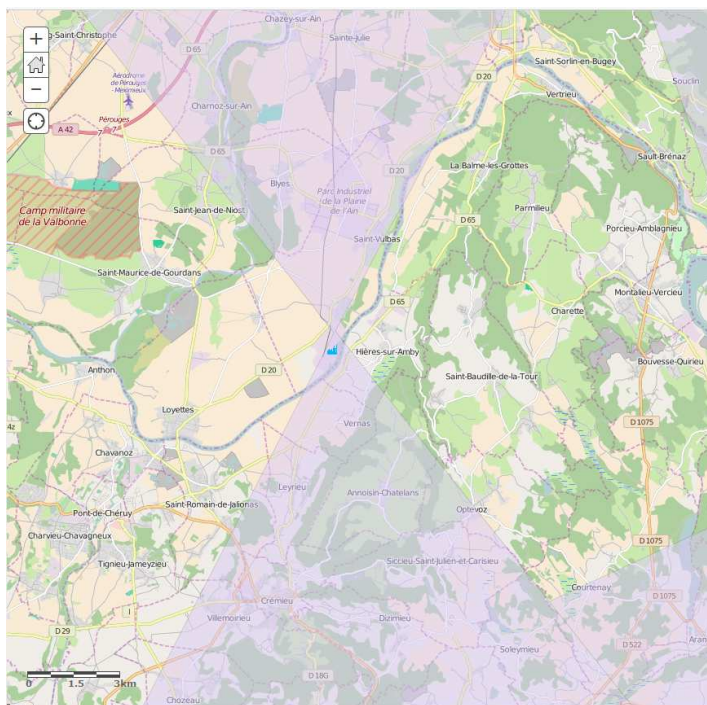 Chazey-sur-Ain
-Saint-Christophe
Sainte-Julie
D 65
+
Saint-Sorlin-en-Bugey
D 20
Aérodrome
de Pérouges
- Meximieux
Souclin
Vertrieu
Charnoz-sur-Ain
Pérouges
A 42
7
D 65
Sault-Brénaz
La Balme-les-Grottes
D 20
Blyes
Parc Industriel
de la Plaine
de l'Ain
Camp militaire
de la Valbonne
Saint-Jean-de-Niost
Parmilieu
D 65
Porcieu-Amblagnieu
Saint-Vulbas
Saint-Maurice-de-Gourdans
Montalieu-Vercieu
D 65
Charette
Hières-sur-Amby
Bouvesse-Quirieu
Anthon
D 20
Saint-Baudille-de-la-Tour
Loyettes
Vernas
D 1075
Chavanoz
Leyrieu
Annoisin-Chatelans
Saint-Romain-de-Jalionas
Optevoz
Pont-de-Chéruy
Charvieu-Chavagneux
D 1075
Tignieu-Jameyzieu
Siccieu-Saint-Julien-et-Carisieu
Courtenay
D 1075
Crémieu
Villemoirieu
Dizimieu
D 29
D 522
Aran
Soleymieu
D 18G
0 1.5 3km
Chozeau